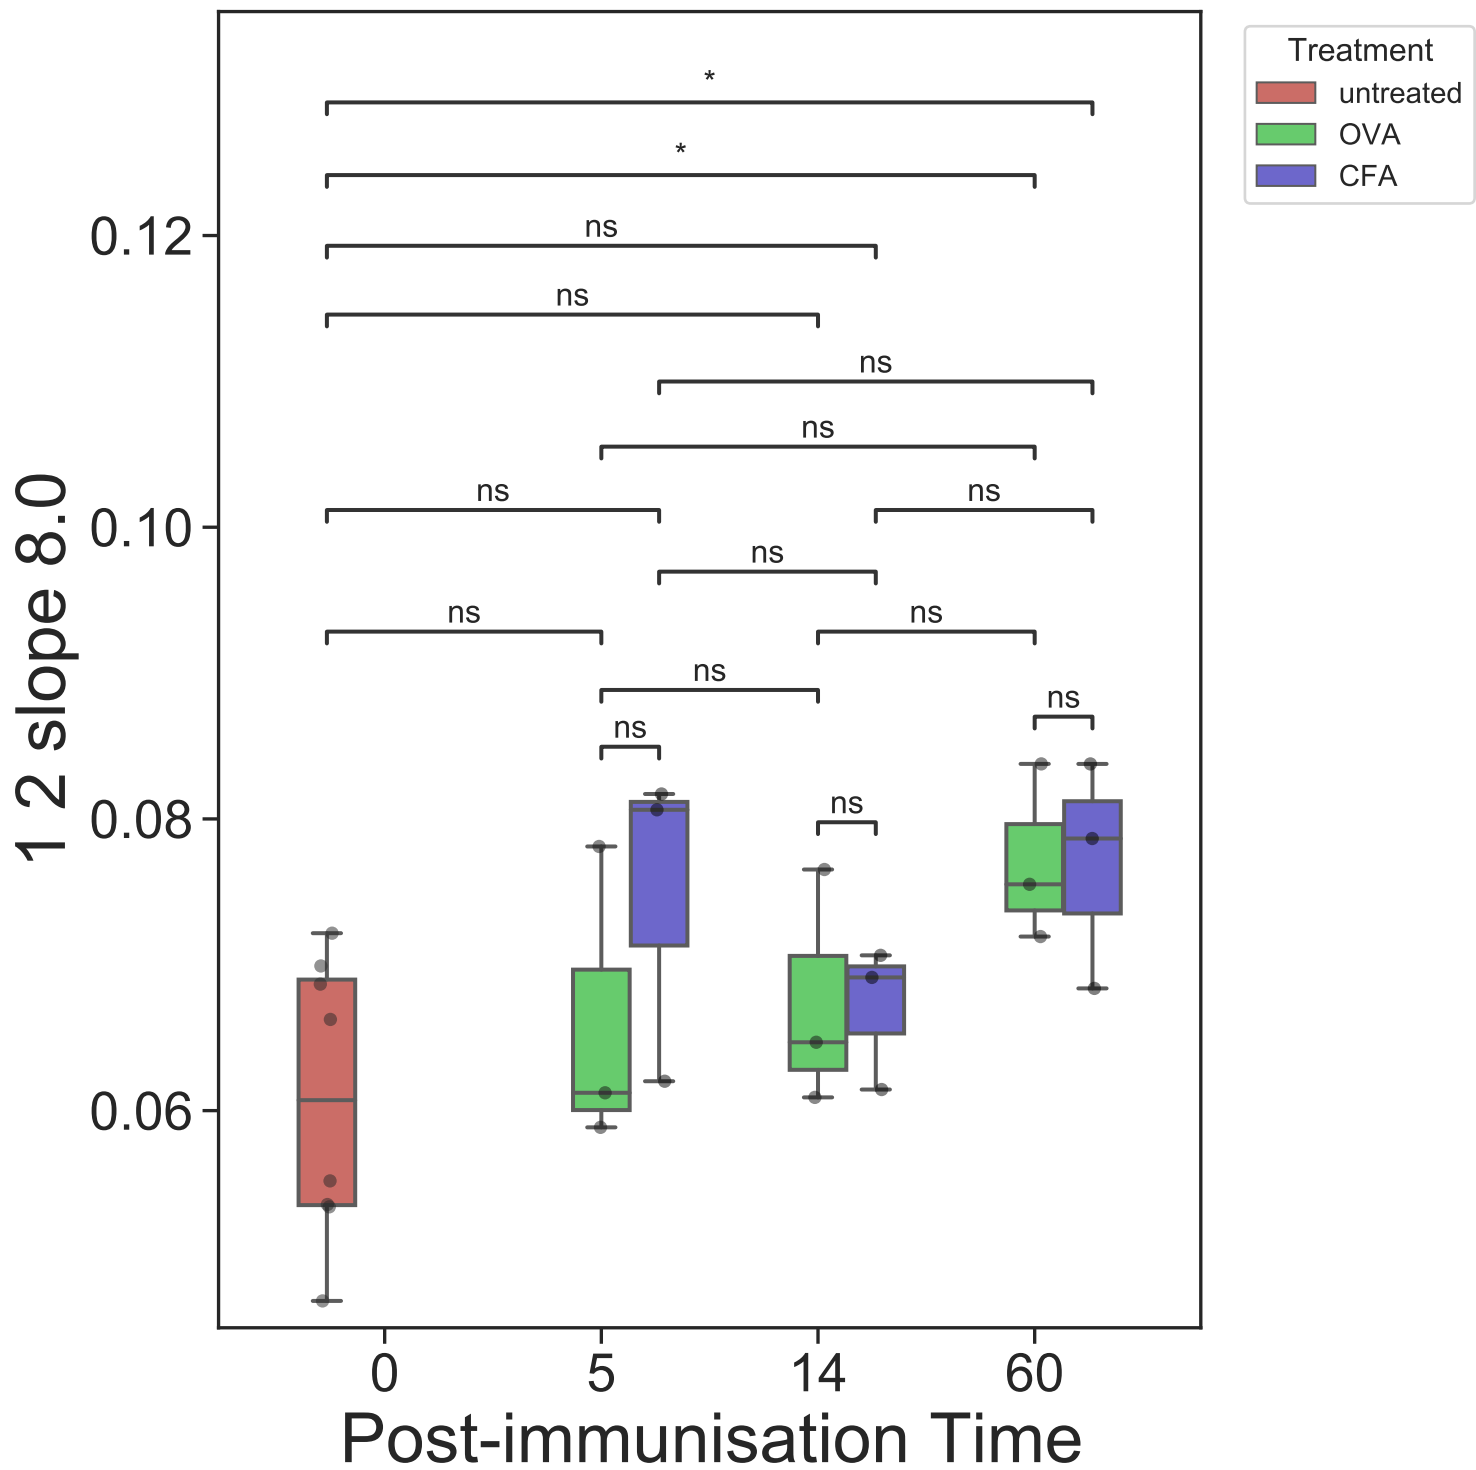 Treatment
untreated
OVA
CFA
*
*
ns
ns
ns
ns
ns
ns
ns
ns
ns
ns
ns
ns
ns
0.12
0.10
0.08
0.06
1 2 slope 8.0
0 5 14 60
Post-immunisation Time